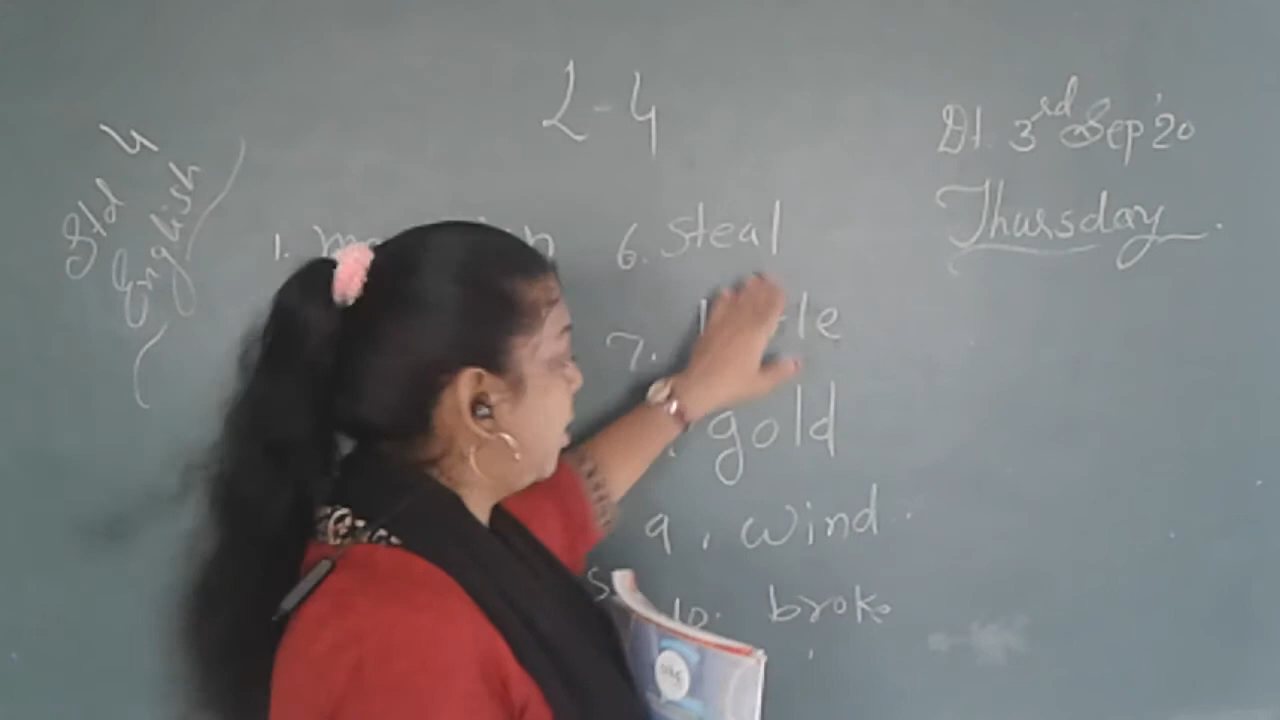 L-4
Std 4
English
Dt. 3rd Sep'20
Thursday.
1.
6. steal
7.
gold
9. wind.
10. broke